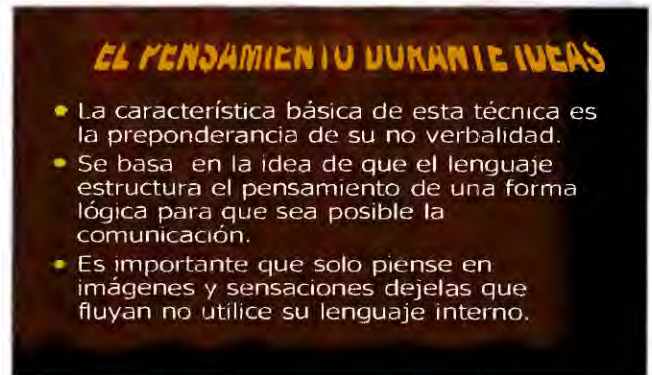 EL PENSAMIENTO DURANTE IDEAS
• La característica básica de esta técnica es
la preponderancia de su no verbalidad.
• Se basa en la idea de que el lenguaje
estructura el pensamiento de una forma
lógica para que sea posible la
comunicación.
• Es importante que solo piense en
imágenes y sensaciones dejelas que
fluyan no utilice su lenguaje interno.